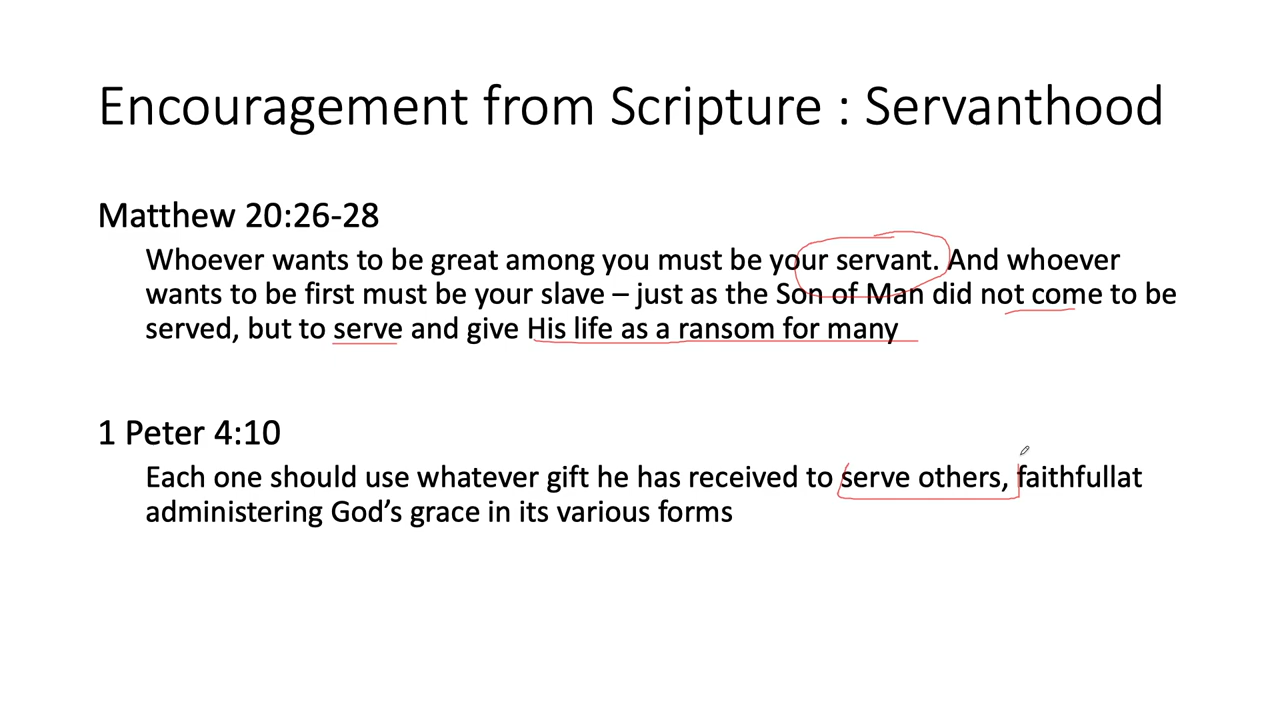 Encouragement from Scripture : Servanthood
Matthew 20:26-28
Whoever wants to be great among you must be your servant. And whoever
wants to be first must be your slave – just as the Son of Man did not come to be
served, but to serve and give His life as a ransom for many
1 Peter 4:10
Each one should use whatever gift he has received to serve others, faithfullat
administering God’s grace in its various forms